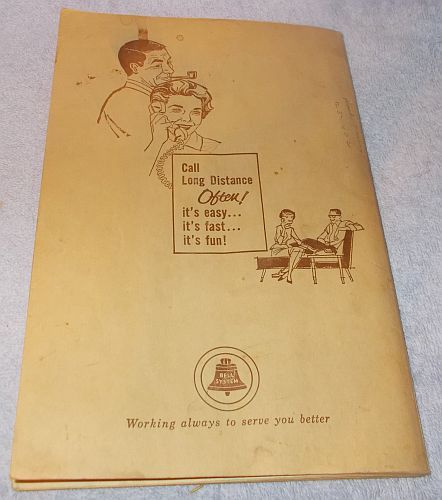 Call
Long Distance
Often!
it's easy...
it's fast...
it's fun!
BELL
SYSTEM
Working always to serve you better